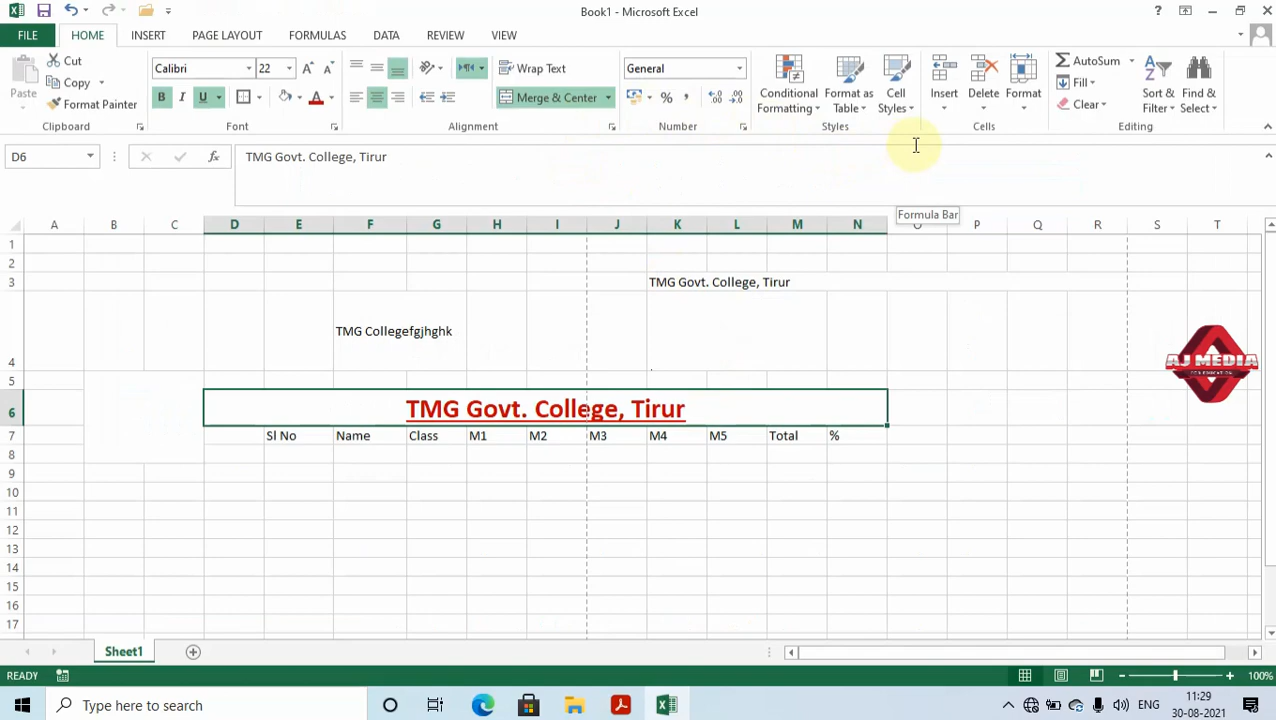 Book1 - Microsoft Excel
?
FILE
HOME
INSERT
PAGE LAYOUT
FORMULAS
DATA
REVIEW
VIEW
Paste
Cut
Copy
Format Painter
Clipboard
Calibri
22
B I U
Font
Wrap Text
Merge & Center
Alignment
General
% ,
Number
Conditional Formatting
Format as Table
Cell Styles
Styles
Insert
Delete
Format
Cells
AutoSum
Fill
Clear
Sort & Filter
Find & Select
Editing
D6
fx
TMG Govt. College, Tirur
Formula Bar
A B C D E F G H I J K L M N O P Q R S T
1
2
3 TMG Govt. College, Tirur
4 TMG Collegefgjhghk
AJ MEDIA
FOR EDUCATION
5
6 TMG Govt. College, Tirur
7 Sl No Name Class M1 M2 M3 M4 M5 Total %
8
9
10
11
12
13
14
15
16
17
Sheet1
READY
100%
Type here to search
ENG
11:29
30-08-2021